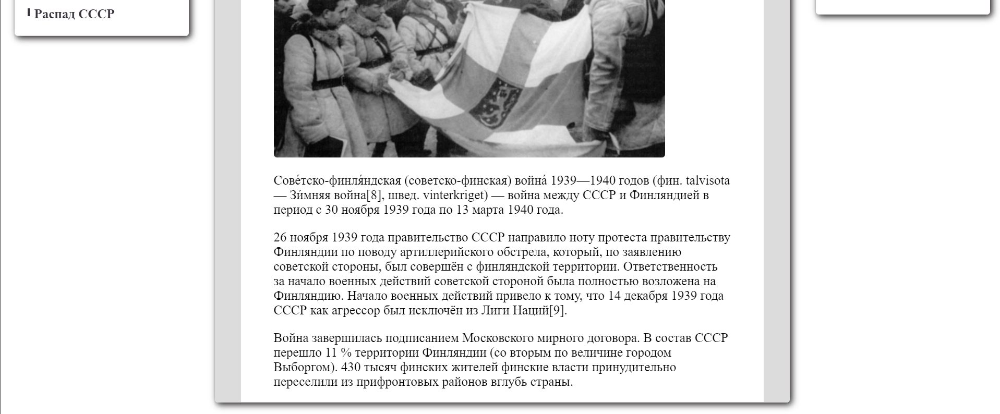 Распад СССР
Сове́тско-финля́ндская (советско-финская) война́ 1939—1940 годов (фин. talvisota
— Зи́мняя война[8], швед. vinterkriget) — война между СССР и Финляндией в
период с 30 ноября 1939 года по 13 марта 1940 года.
26 ноября 1939 года правительство СССР направило ноту протеста правительству
Финляндии по поводу артиллерийского обстрела, который, по заявлению
советской стороны, был совершён с финляндской территории. Ответственность
за начало военных действий советской стороной была полностью возложена на
Финляндию. Начало военных действий привело к тому, что 14 декабря 1939 года
СССР как агрессор был исключён из Лиги Наций[9].
Война завершилась подписанием Московского мирного договора. В состав СССР
перешло 11 % территории Финляндии (со вторым по величине городом
Выборгом). 430 тысяч финских жителей финские власти принудительно
переселили из прифронтовых районов вглубь страны.